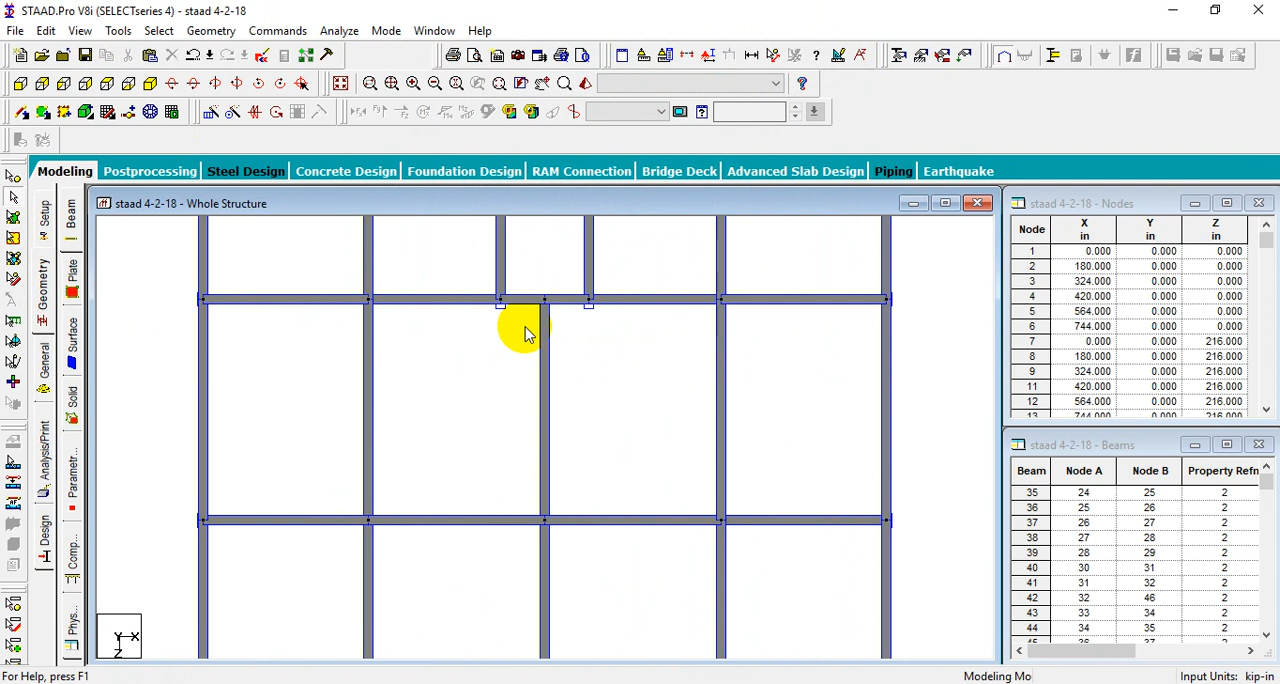 STAAD.Pro V8i (SELECTseries 4) - staad 4-2-18
File Edit View Tools Select Geometry Commands Analyze Mode Window Help
Modeling Postprocessing Steel Design Concrete Design Foundation Design RAM Connection Bridge Deck Advanced Slab Design Piping Earthquake
Setup
Geometry
General
Analysis/Print
Design
Beam
Plate
Surface
Solid
Parametr...
Comp...
Phys...
staad 4-2-18 - Whole Structure
Y X
Z
staad 4-2-18 - Nodes
Node X in Y in Z in
1 0.000 0.000 0.000
2 180.000 0.000 0.000
3 324.000 0.000 0.000
4 420.000 0.000 0.000
5 564.000 0.000 0.000
6 744.000 0.000 0.000
7 0.000 0.000 216.000
8 180.000 0.000 216.000
9 324.000 0.000 216.000
11 420.000 0.000 216.000
12 564.000 0.000 216.000
13 744.000 0.000 216.000
staad 4-2-18 - Beams
Beam Node A Node B Property Refn
35 24 25 2
36 25 26 2
37 26 27 2
38 27 28 2
39 28 29 2
40 30 31 2
41 31 32 2
42 32 46 2
43 33 34 2
44 34 35 2
45 36 37 2
For Help, press F1
Modeling Mo
Input Units: kip-in